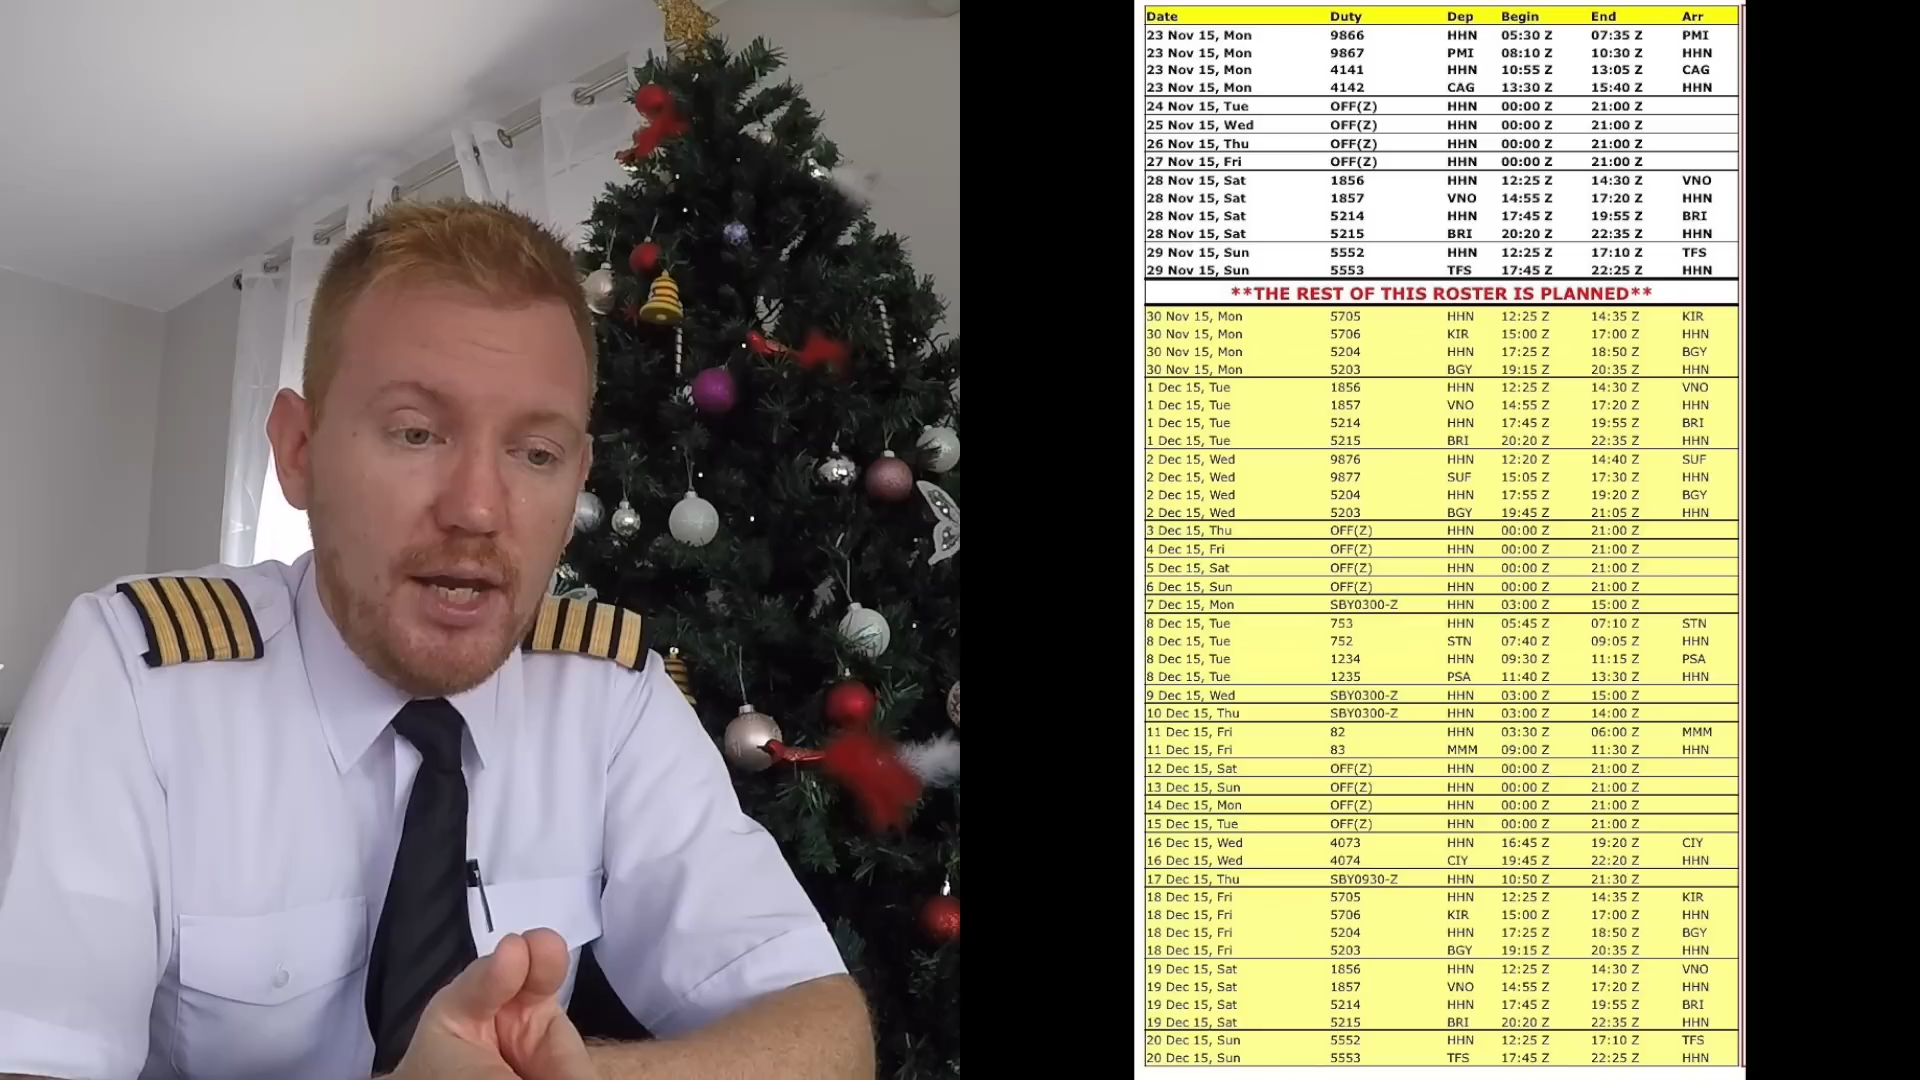 Date Duty Dep Begin End Arr
23 Nov 15, Mon 9866 HHN 05:30 Z 07:35 Z PMI
23 Nov 15, Mon 9867 PMI 08:10 Z 10:30 Z HHN
23 Nov 15, Mon 4141 HHN 10:55 Z 13:05 Z CAG
23 Nov 15, Mon 4142 CAG 13:30 Z 15:40 Z HHN
24 Nov 15, Tue OFF(Z) HHN 00:00 Z 21:00 Z
25 Nov 15, Wed OFF(Z) HHN 00:00 Z 21:00 Z
26 Nov 15, Thu OFF(Z) HHN 00:00 Z 21:00 Z
27 Nov 15, Fri OFF(Z) HHN 00:00 Z 21:00 Z
28 Nov 15, Sat 1856 HHN 12:25 Z 14:30 Z VNO
28 Nov 15, Sat 1857 VNO 14:55 Z 17:20 Z HHN
28 Nov 15, Sat 5214 HHN 17:45 Z 19:55 Z BRI
28 Nov 15, Sat 5215 BRI 20:20 Z 22:35 Z HHN
29 Nov 15, Sun 5552 HHN 12:25 Z 17:10 Z TFS
29 Nov 15, Sun 5553 TFS 17:45 Z 22:25 Z HHN
**THE REST OF THIS ROSTER IS PLANNED**
30 Nov 15, Mon 5705 HHN 12:25 Z 14:35 Z KIR
30 Nov 15, Mon 5706 KIR 15:00 Z 17:00 Z HHN
30 Nov 15, Mon 5204 HHN 17:25 Z 18:50 Z BGY
30 Nov 15, Mon 5203 BGY 19:15 Z 20:35 Z HHN
1 Dec 15, Tue 1856 HHN 12:25 Z 14:30 Z VNO
1 Dec 15, Tue 1857 VNO 14:55 Z 17:20 Z HHN
1 Dec 15, Tue 5214 HHN 17:45 Z 19:55 Z BRI
1 Dec 15, Tue 5215 BRI 20:20 Z 22:35 Z HHN
2 Dec 15, Wed 9876 HHN 12:20 Z 14:40 Z SUF
2 Dec 15, Wed 9877 SUF 15:05 Z 17:30 Z HHN
2 Dec 15, Wed 5204 HHN 17:55 Z 19:20 Z BGY
2 Dec 15, Wed 5203 BGY 19:45 Z 21:05 Z HHN
3 Dec 15, Thu OFF(Z) HHN 00:00 Z 21:00 Z
4 Dec 15, Fri OFF(Z) HHN 00:00 Z 21:00 Z
5 Dec 15, Sat OFF(Z) HHN 00:00 Z 21:00 Z
6 Dec 15, Sun OFF(Z) HHN 00:00 Z 21:00 Z
7 Dec 15, Mon SBY0300-Z HHN 03:00 Z 15:00 Z
8 Dec 15, Tue 753 HHN 05:45 Z 07:10 Z STN
8 Dec 15, Tue 752 STN 07:40 Z 09:05 Z HHN
8 Dec 15, Tue 1234 HHN 09:30 Z 11:15 Z PSA
8 Dec 15, Tue 1235 PSA 11:40 Z 13:30 Z HHN
9 Dec 15, Wed SBY0300-Z HHN 03:00 Z 15:00 Z
10 Dec 15, Thu SBY0300-Z HHN 03:00 Z 14:00 Z
11 Dec 15, Fri 82 HHN 03:30 Z 06:00 Z MMM
11 Dec 15, Fri 83 MMM 09:00 Z 11:30 Z HHN
12 Dec 15, Sat OFF(Z) HHN 00:00 Z 21:00 Z
13 Dec 15, Sun OFF(Z) HHN 00:00 Z 21:00 Z
14 Dec 15, Mon OFF(Z) HHN 00:00 Z 21:00 Z
15 Dec 15, Tue OFF(Z) HHN 00:00 Z 21:00 Z
16 Dec 15, Wed 4073 HHN 16:45 Z 19:20 Z CIY
16 Dec 15, Wed 4074 CIY 19:45 Z 22:20 Z HHN
17 Dec 15, Thu SBY0930-Z HHN 10:50 Z 21:30 Z
18 Dec 15, Fri 5705 HHN 12:25 Z 14:35 Z KIR
18 Dec 15, Fri 5706 KIR 15:00 Z 17:00 Z HHN
18 Dec 15, Fri 5204 HHN 17:25 Z 18:50 Z BGY
18 Dec 15, Fri 5203 BGY 19:15 Z 20:35 Z HHN
19 Dec 15, Sat 1856 HHN 12:25 Z 14:30 Z VNO
19 Dec 15, Sat 1857 VNO 14:55 Z 17:20 Z HHN
19 Dec 15, Sat 5214 HHN 17:45 Z 19:55 Z BRI
19 Dec 15, Sat 5215 BRI 20:20 Z 22:35 Z HHN
20 Dec 15, Sun 5552 HHN 12:25 Z 17:10 Z TFS
20 Dec 15, Sun 5553 TFS 17:45 Z 22:25 Z HHN